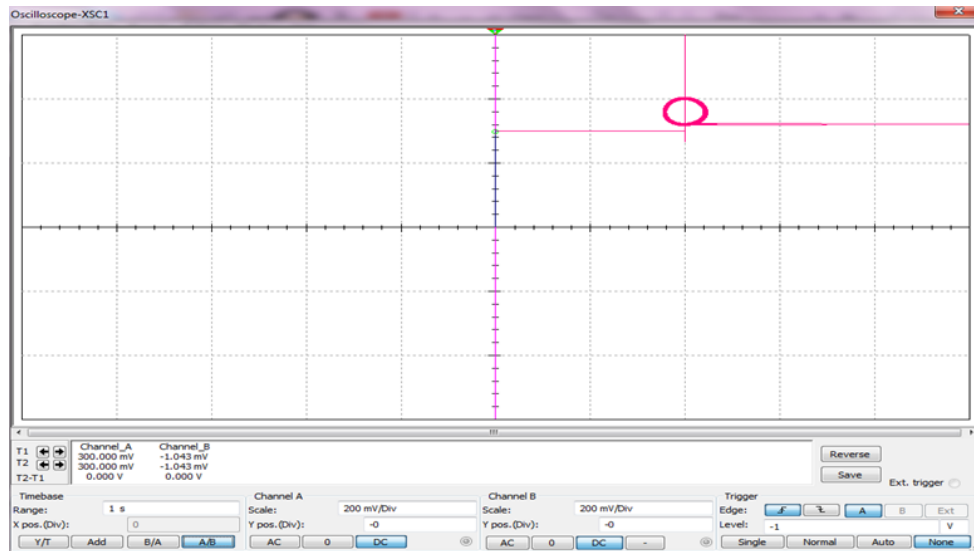 Oscilloscope-XSC1
T1
T2
T2-T1
Channel_A Channel_B
300.000 mV -1.043 mV
300.000 mV -1.043 mV
0.000 V 0.000 V
Reverse
Save
Ext. trigger
Timebase
Range: 1 s
X pos.(Div): 0
Y/T Add B/A A/B
Channel A
Scale: 200 mV/Div
Y pos.(Div): -0
AC 0 DC
Channel B
Scale: 200 mV/Div
Y pos.(Div): -0
AC 0 DC -
Trigger
Edge: A B Ext
Level: -1 V
Single Normal Auto None